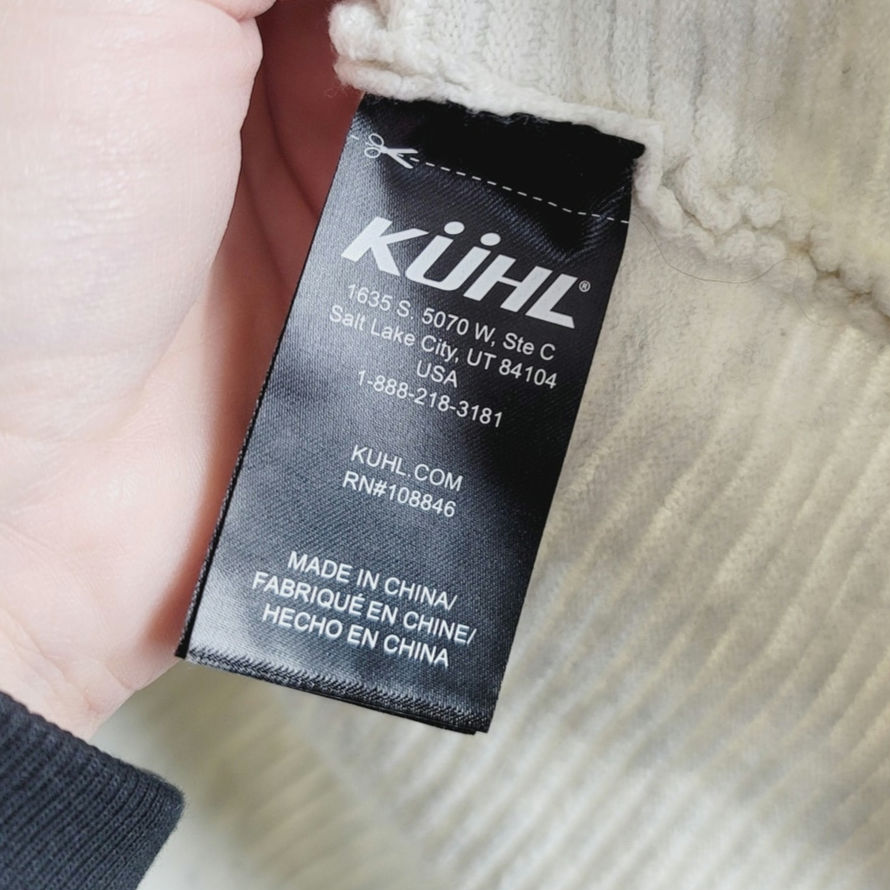 KÜHL®
1635 S. 5070 W, Ste C
Salt Lake City, UT 84104
USA
1-888-218-3181
KUHL.COM
RN#108846
MADE IN CHINA/
FABRIQUÉ EN CHINE/
HECHO EN CHINA